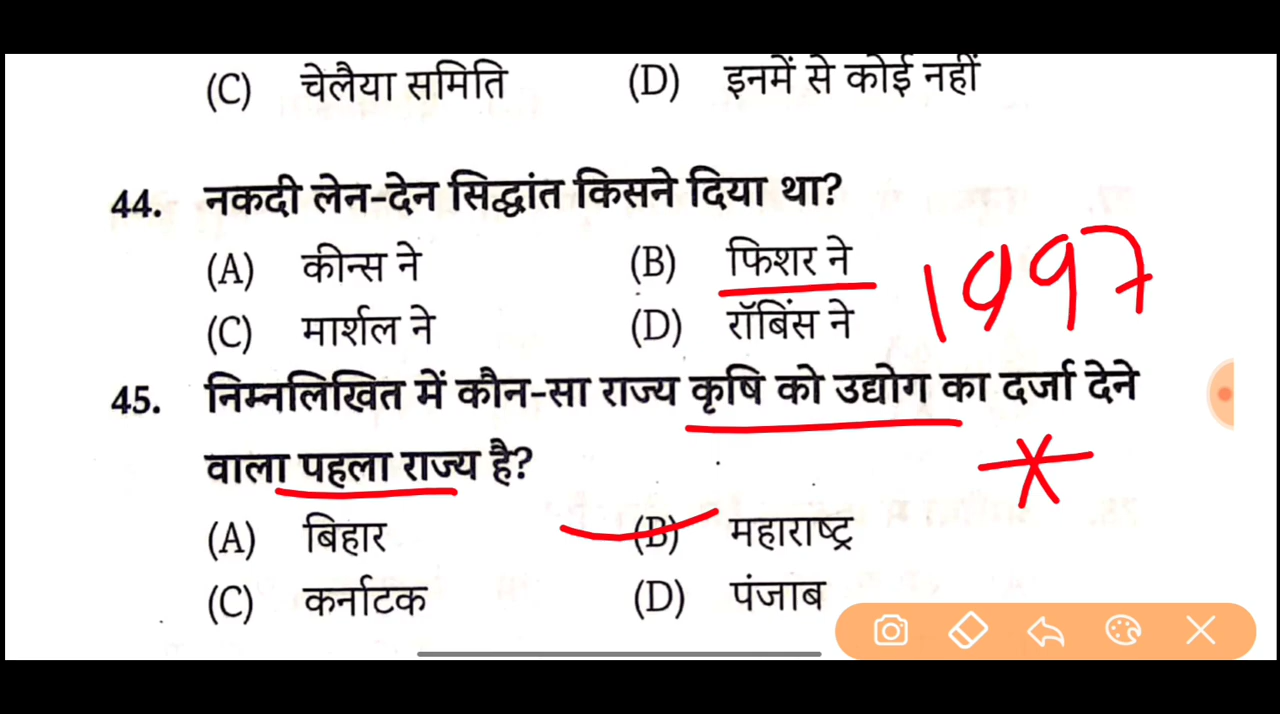 (C) चेलैया समिति (D) इनमें से कोई नहीं
44. नकदी लेन-देन सिद्धांत किसने दिया था?
(A) कीन्स ने (B) फिशर ने
(C) मार्शल ने (D) रॉबिंस ने
1997
45. निम्नलिखित में कौन-सा राज्य कृषि को उद्योग का दर्जा देने
वाला पहला राज्य है?
(A) बिहार (B) महाराष्ट्र
(C) कर्नाटक (D) पंजाब